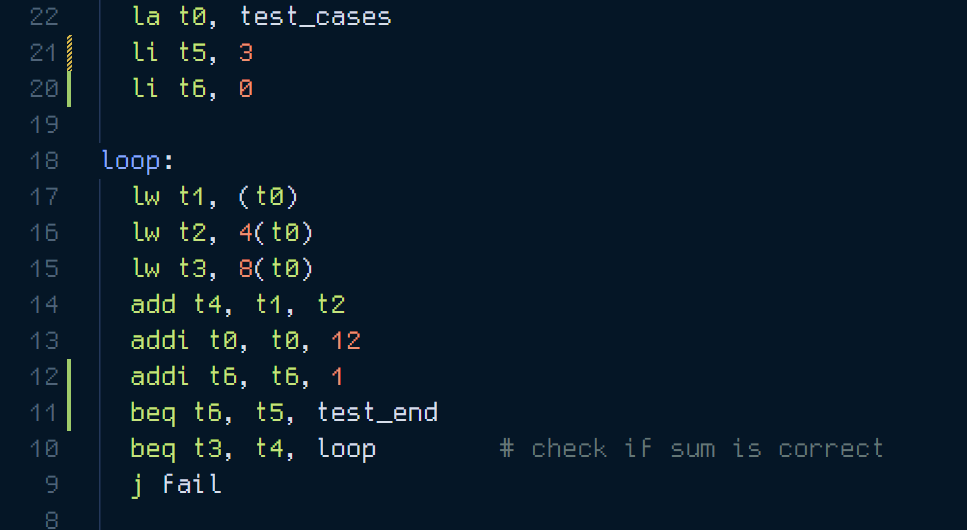 22 la t0, test_cases
21 li t5, 3
20 li t6, 0
19
18 loop:
17 lw t1, (t0)
16 lw t2, 4(t0)
15 lw t3, 8(t0)
14 add t4, t1, t2
13 addi t0, t0, 12
12 addi t6, t6, 1
11 beq t6, t5, test_end
10 beq t3, t4, loop # check if sum is correct
9 j Fail
8